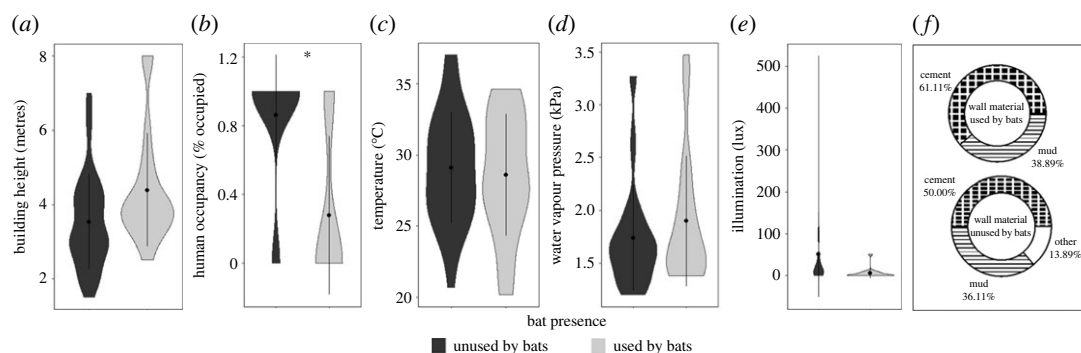 (a)
building height (metres)
8
6
4
2
(b)
human occupancy (% occupied)
1.2
0.8
0.4
0
*
(c)
temperature (°C)
35
30
25
20
(d)
water vapour pressure (kPa)
3.5
3.0
2.5
2.0
1.5
(e)
illumination (lux)
500
400
300
200
100
0
(f)
cement
61.11%
wall material
used by bats
mud
38.89%
cement
50.00%
wall material
unused by bats
other
13.89%
mud
36.11%
bat presence
unused by bats
used by bats